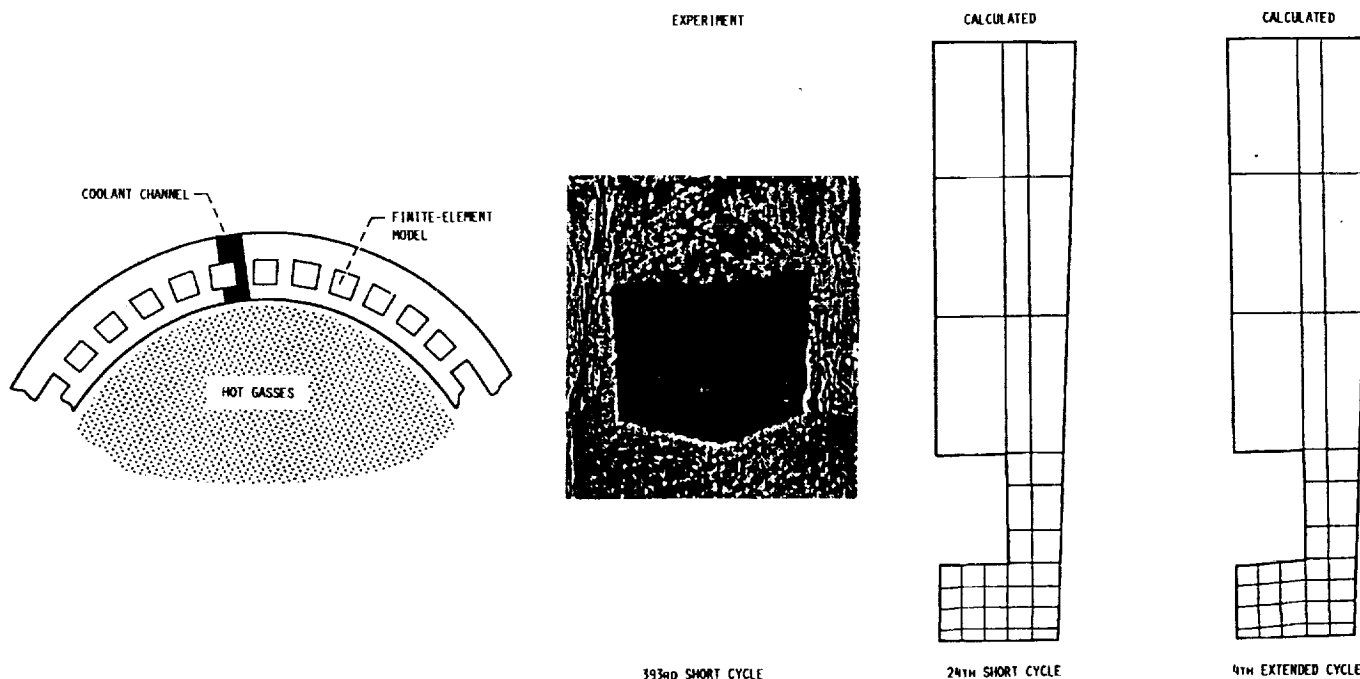 EXPERIMENT
CALCULATED
CALCULATED
COOLANT CHANNEL
FINITE-ELEMENT
MODEL
HOT GASSES
393RD SHORT CYCLE
24TH SHORT CYCLE
4TH EXTENDED CYCLE